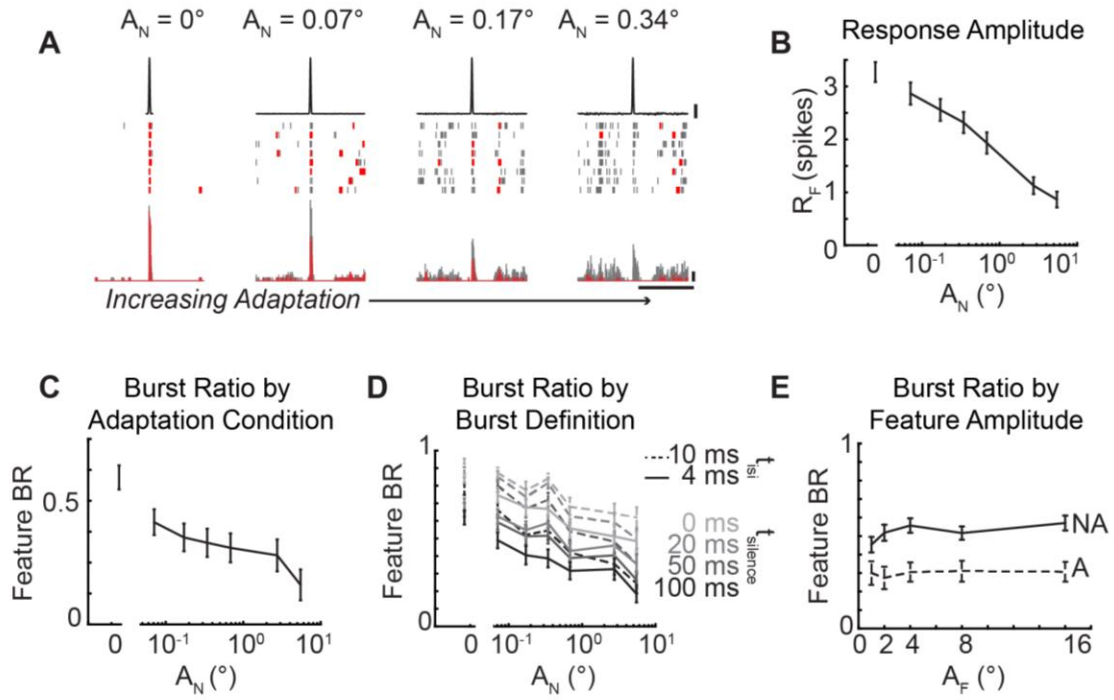 A
A_N = 0°
A_N = 0.07°
A_N = 0.17°
A_N = 0.34°
Increasing Adaptation
B
Response Amplitude
R_F (spikes)
3
2
1
0
0
10^-1
10^0
10^1
A_N (°)
C
Burst Ratio by
Adaptation Condition
Feature BR
0.5
0
0
10^-1
10^0
10^1
A_N (°)
D
Burst Ratio by
Burst Definition
Feature BR
1
0
0
10^-1
10^0
10^1
A_N (°)
10 ms
4 ms
t_isi
0 ms
20 ms
50 ms
100 ms
t_silence
E
Burst Ratio by
Feature Amplitude
Feature BR
1
0
NA
A
0
2
4
8
16
A_F (°)